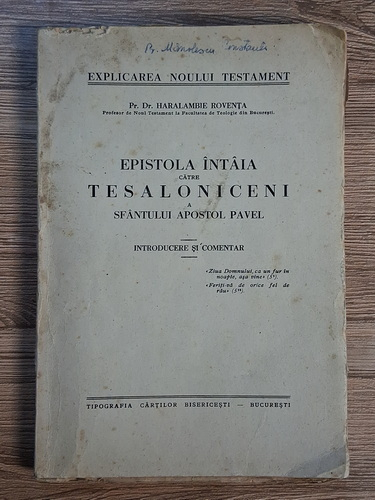 Pr. Manolescu Constantin
EXPLICAREA NOULUI TESTAMENT
Pr. Dr. HARALAMBIE ROVENȚA
Profesor de Noul Testament la Facultatea de Teologie din București.
EPISTOLA ÎNTÂIA
CĂTRE
TESALONICENI
A
SFÂNTULUI APOSTOL PAVEL
INTRODUCERE ȘI COMENTAR
«Ziua Domnului, ca un fur în
noapte, așa vine» (5²).
«Feriți-vă de orice fel de
rău» (5²²).
TIPOGRAFIA CĂRȚILOR BISERICEȘTI — BUCUREȘTI